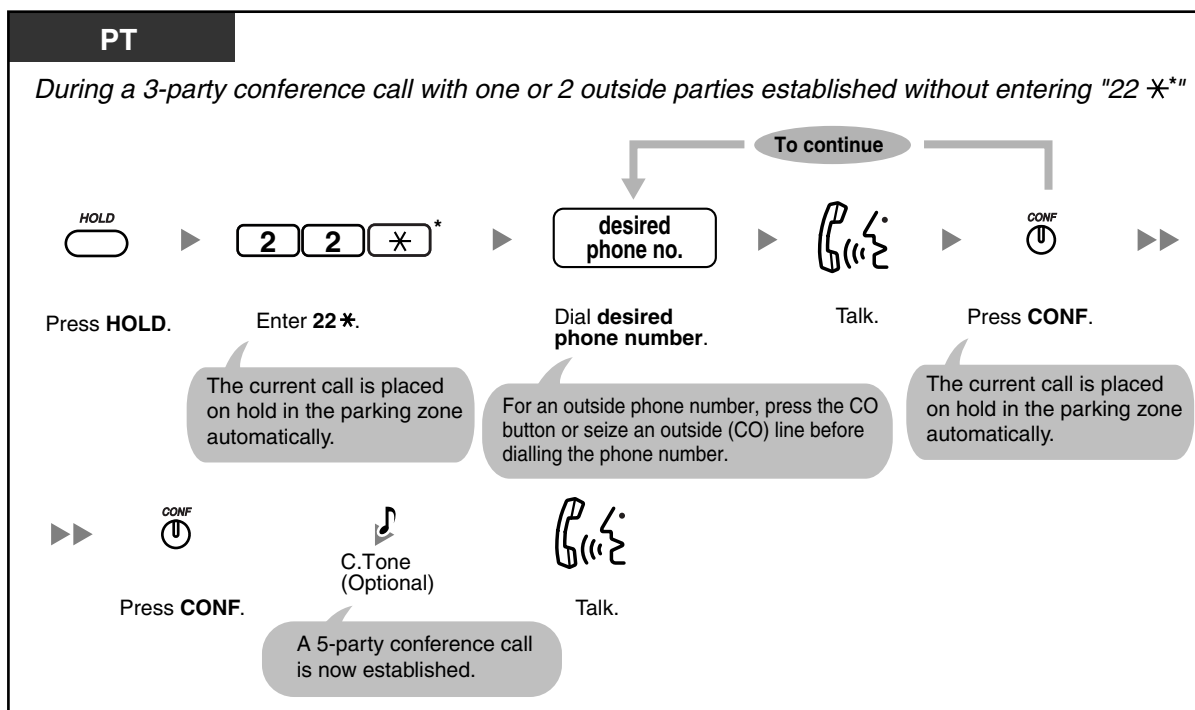 PT
During a 3-party conference call with one or 2 outside parties established without entering "22 ✳*"
To continue
HOLD
2 2 ✳ *
desired
phone no.
CONF
Press HOLD.
Enter 22 ✳.
Dial desired
phone number.
Talk.
Press CONF.
The current call is placed
on hold in the parking zone
automatically.
For an outside phone number, press the CO
button or seize an outside (CO) line before
dialling the phone number.
The current call is placed
on hold in the parking zone
automatically.
CONF
C.Tone
(Optional)
Press CONF.
Talk.
A 5-party conference call
is now established.